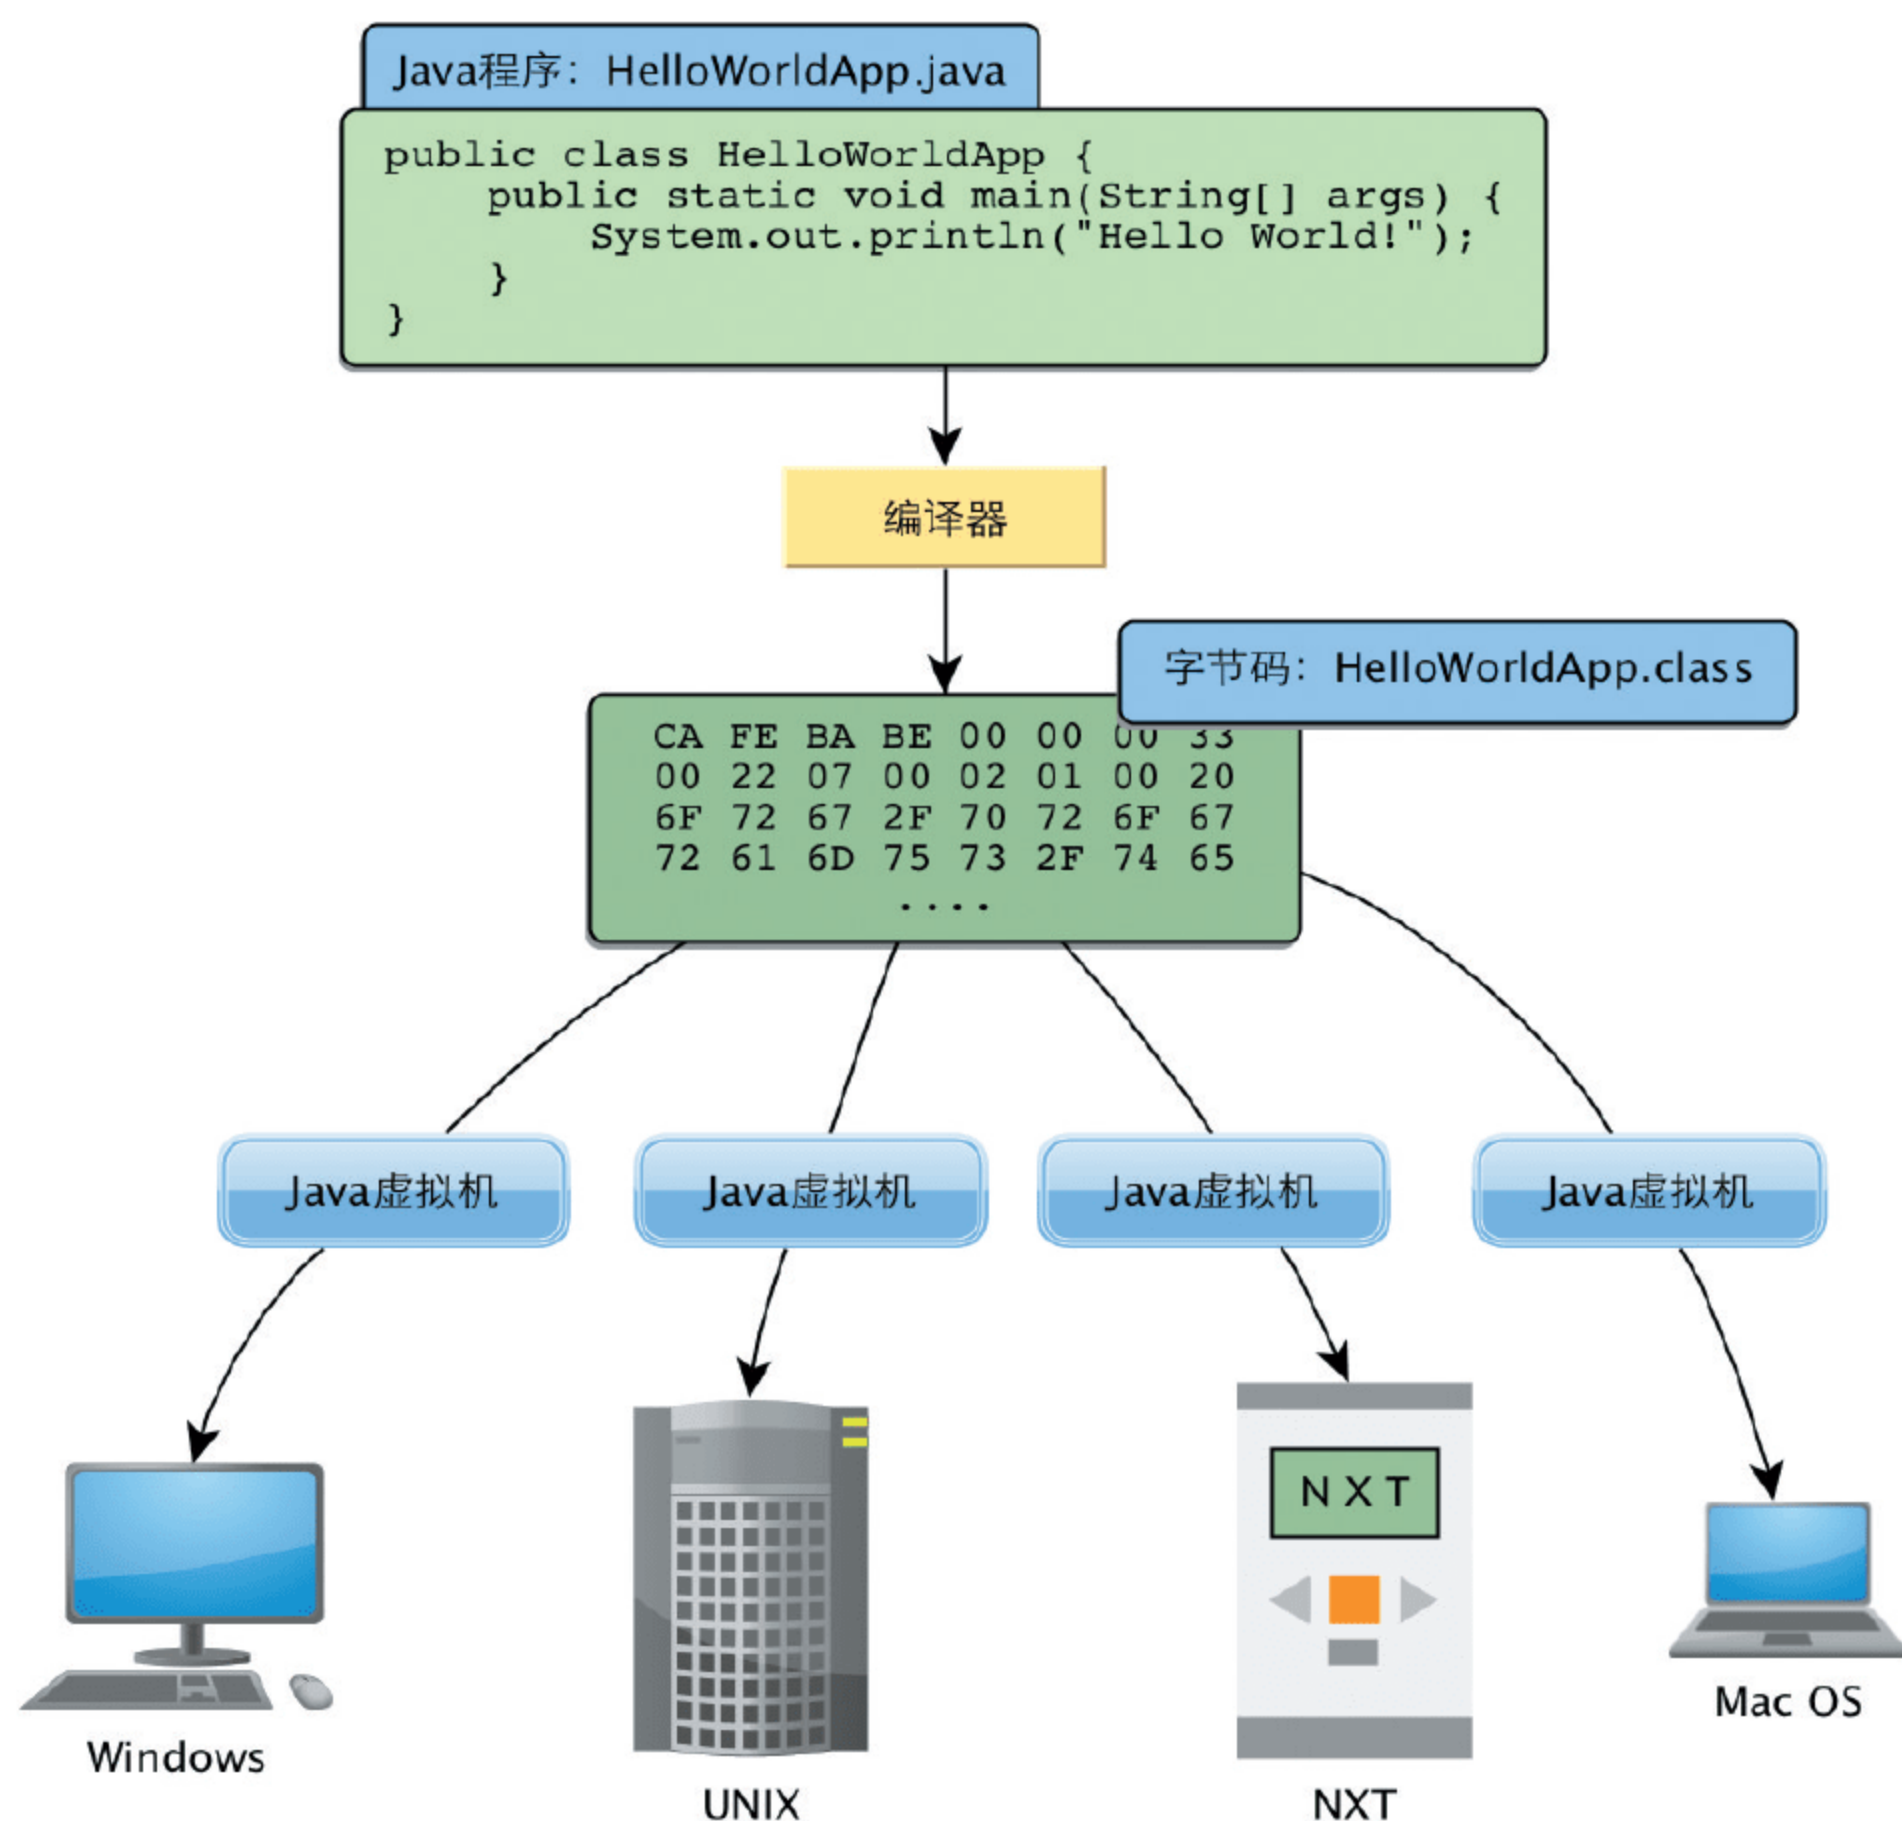 Java程序：HelloWorldApp.java
public class HelloWorldApp {
public static void main(String[] args) {
System.out.println("Hello World!");
}
}
编译器
字节码：HelloWorldApp.class
CA FE BA BE 00 00 00 33
00 22 07 00 02 01 00 20
6F 72 67 2F 70 72 6F 67
72 61 6D 75 73 2F 74 65
....
Java虚拟机
Java虚拟机
Java虚拟机
Java虚拟机
NXT
Windows
UNIX
NXT
Mac OS